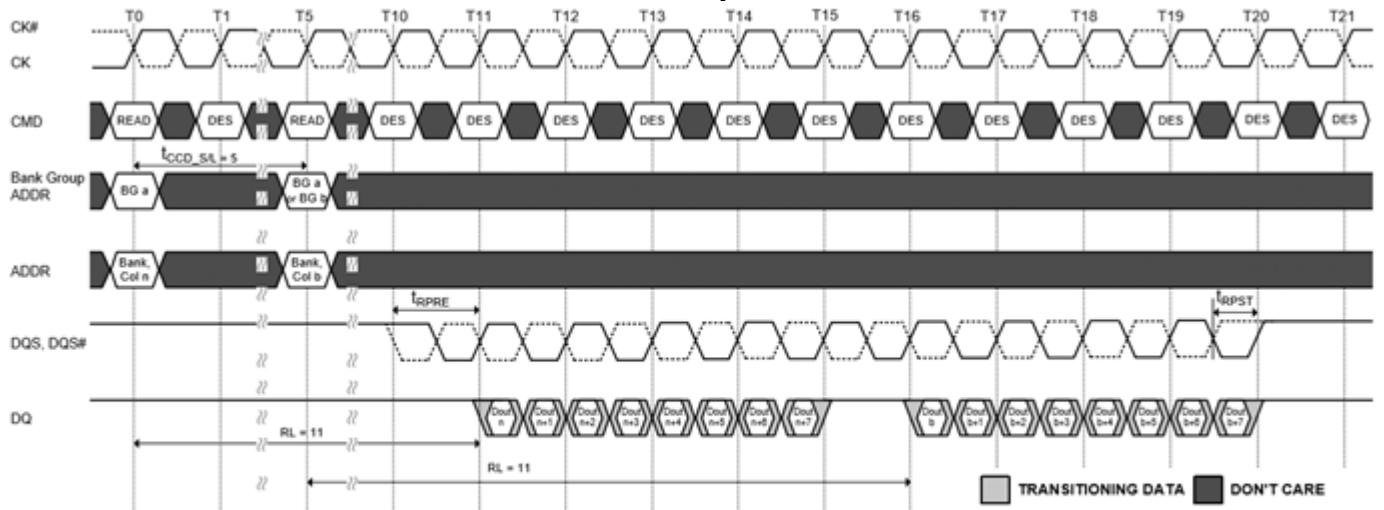 T0 T1 T5 T10 T11 T12 T13 T14 T15 T16 T17 T18 T19 T20 T21
CK#
CK
CMD READ DES READ DES DES DES DES DES DES DES DES DES DES DES DES
tCCD_S/L = 5
Bank Group
ADDR
BG a
BG a
or BG b
ADDR
Bank,
Col n
Bank,
Col b
tRPRE
tRPST
DQS, DQS#
DQ
Dout
n
Dout
n+1
Dout
n+2
Dout
n+3
Dout
n+4
Dout
n+5
Dout
n+6
Dout
n+7
Dout
b
Dout
b+1
Dout
b+2
Dout
b+3
Dout
b+4
Dout
b+5
Dout
b+6
Dout
b+7
RL = 11
RL = 11
TRANSITIONING DATA DON'T CARE